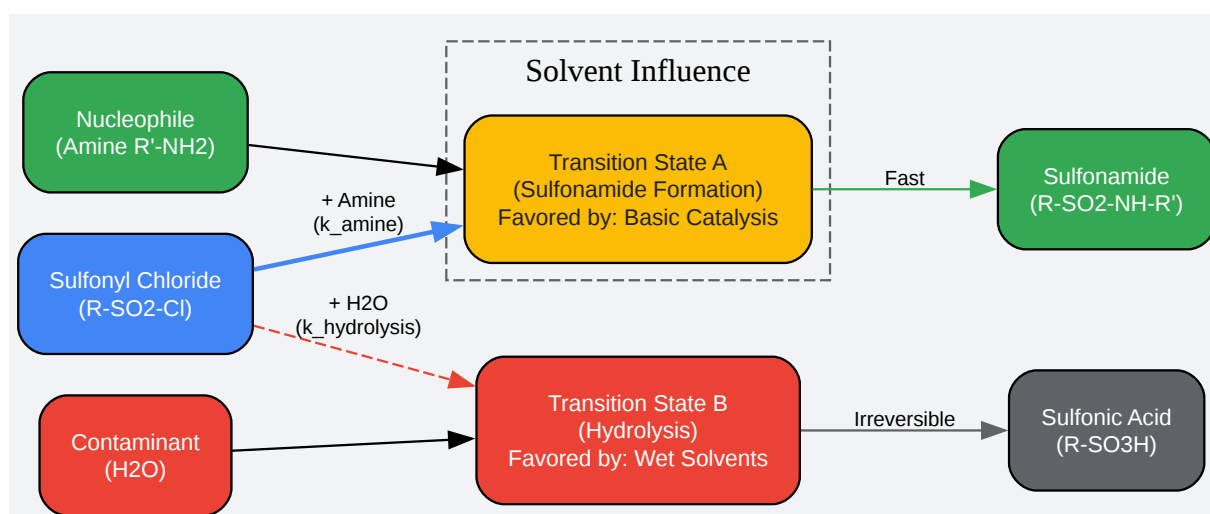 Solvent Influence
Nucleophile
(Amine R'-NH2)
Transition State A
(Sulfonamide Formation)
Favored by: Basic Catalysis
Fast
Sulfonamide
(R-SO2-NH-R')
+ Amine
(k_amine)
Sulfonyl Chloride
(R-SO2-Cl)
+ H2O
(k_hydrolysis)
Transition State B
(Hydrolysis)
Favored by: Wet Solvents
Irreversible
Sulfonic Acid
(R-SO3H)
Contaminant
(H2O)